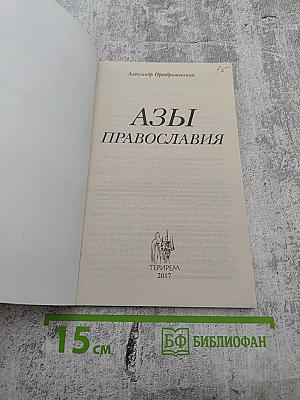 Александр Преображенский
АЗЫ
ПРАВОСЛАВИЯ
ТЕРИРЕМ
2017
15 см
БФ БИБЛИОФАН